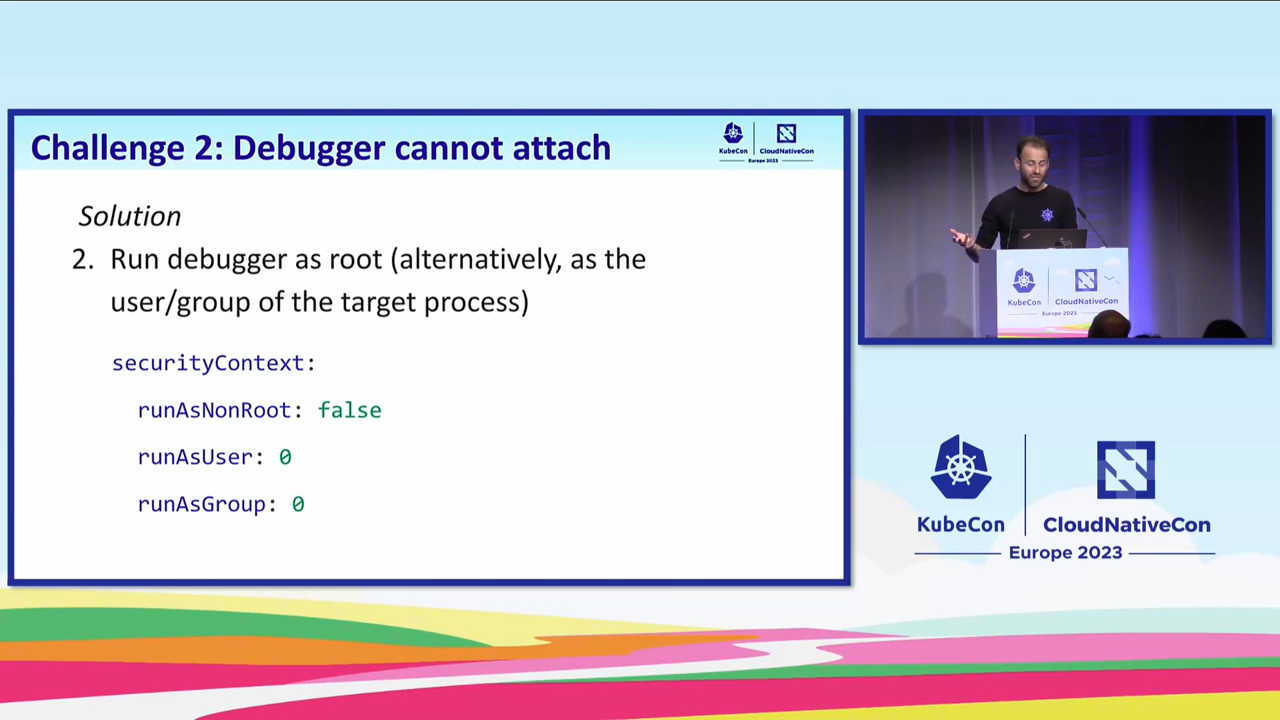 Challenge 2: Debugger cannot attach
KubeCon
CloudNativeCon
Europe 2023
Solution
2. Run debugger as root (alternatively, as the
user/group of the target process)
securityContext:
runAsNonRoot: false
runAsUser: 0
runAsGroup: 0
KubeCon
CloudNativeCon
Europe 2023
KubeCon
CloudNativeCon
Europe 2023